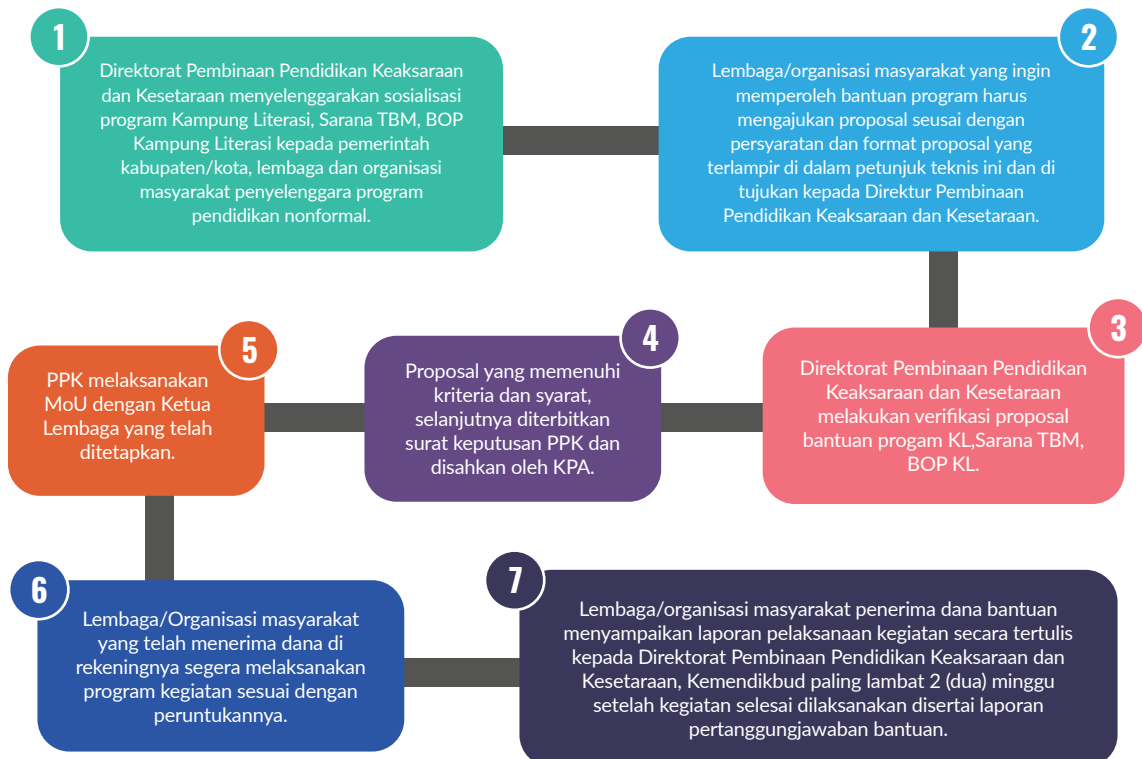 1
Direktorat Pembinaan Pendidikan Keaksaraan
dan Kesetaraan menyelenggarakan sosialisasi
program Kampung Literasi, Sarana TBM, BOP
Kampung Literasi kepada pemerintah
kabupaten/kota, lembaga dan organisasi
masyarakat penyelenggara program
pendidikan nonformal.
2
Lembaga/organisasi masyarakat yang ingin
memperoleh bantuan program harus
mengajukan proposal seusai dengan
persyaratan dan format proposal yang
terlampir di dalam petunjuk teknis ini dan di
tujukan kepada Direktur Pembinaan
Pendidikan Keaksaraan dan Kesetaraan.
3
Direktorat Pembinaan Pendidikan
Keaksaraan dan Kesetaraan
melakukan verifikasi proposal
bantuan progam KL,Sarana TBM,
BOP KL.
4
Proposal yang memenuhi
kriteria dan syarat,
selanjutnya diterbitkan
surat keputusan PPK dan
disahkan oleh KPA.
5
PPK melaksanakan
MoU dengan Ketua
Lembaga yang telah
ditetapkan.
6
Lembaga/Organisasi masyarakat
yang telah menerima dana di
rekeningnya segera melaksanakan
program kegiatan sesuai dengan
peruntukannya.
7
Lembaga/organisasi masyarakat penerima dana bantuan
menyampaikan laporan pelaksanaan kegiatan secara tertulis
kepada Direktorat Pembinaan Pendidikan Keaksaraan dan
Kesetaraan, Kemendikbud paling lambat 2 (dua) minggu
setelah kegiatan selesai dilaksanakan disertai laporan
pertanggungjawaban bantuan.